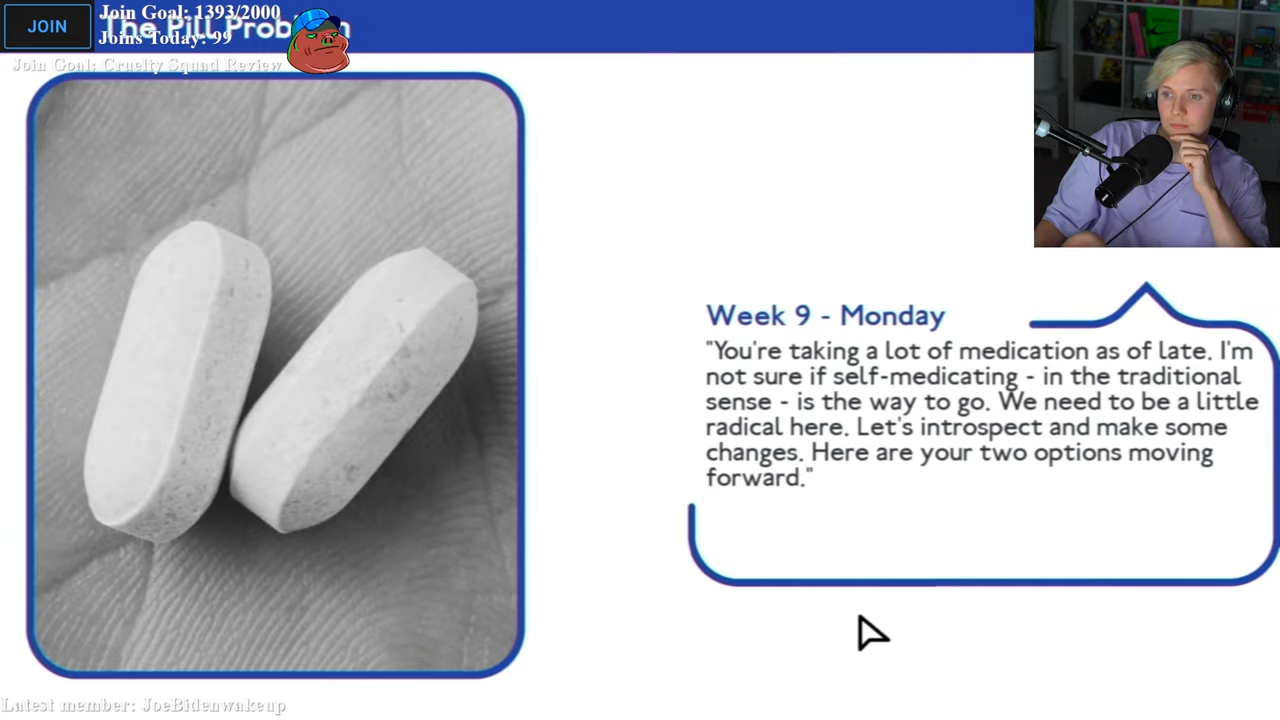 JOIN
Join Goal: 1393/2000
The Pill Problem
Joins Today: 99
Join Goal: Cruelty Squad Review
Week 9 - Monday
"You're taking a lot of medication as of late. I'm
not sure if self-medicating - in the traditional
sense - is the way to go. We need to be a little
radical here. Let's introspect and make some
changes. Here are your two options moving
forward."
Latest member: JoeBidenwakeup